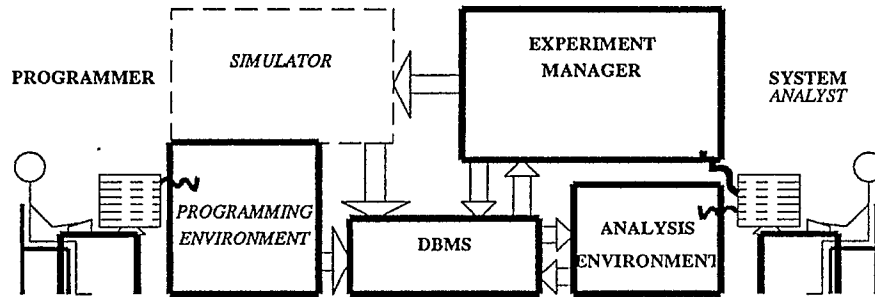 EXPERIMENT
MANAGER
SIMULATOR
PROGRAMMER
SYSTEM
ANALYST
PROGRAMMING
ENVIRONMENT
DBMS
ANALYSIS
ENVIRONMENT